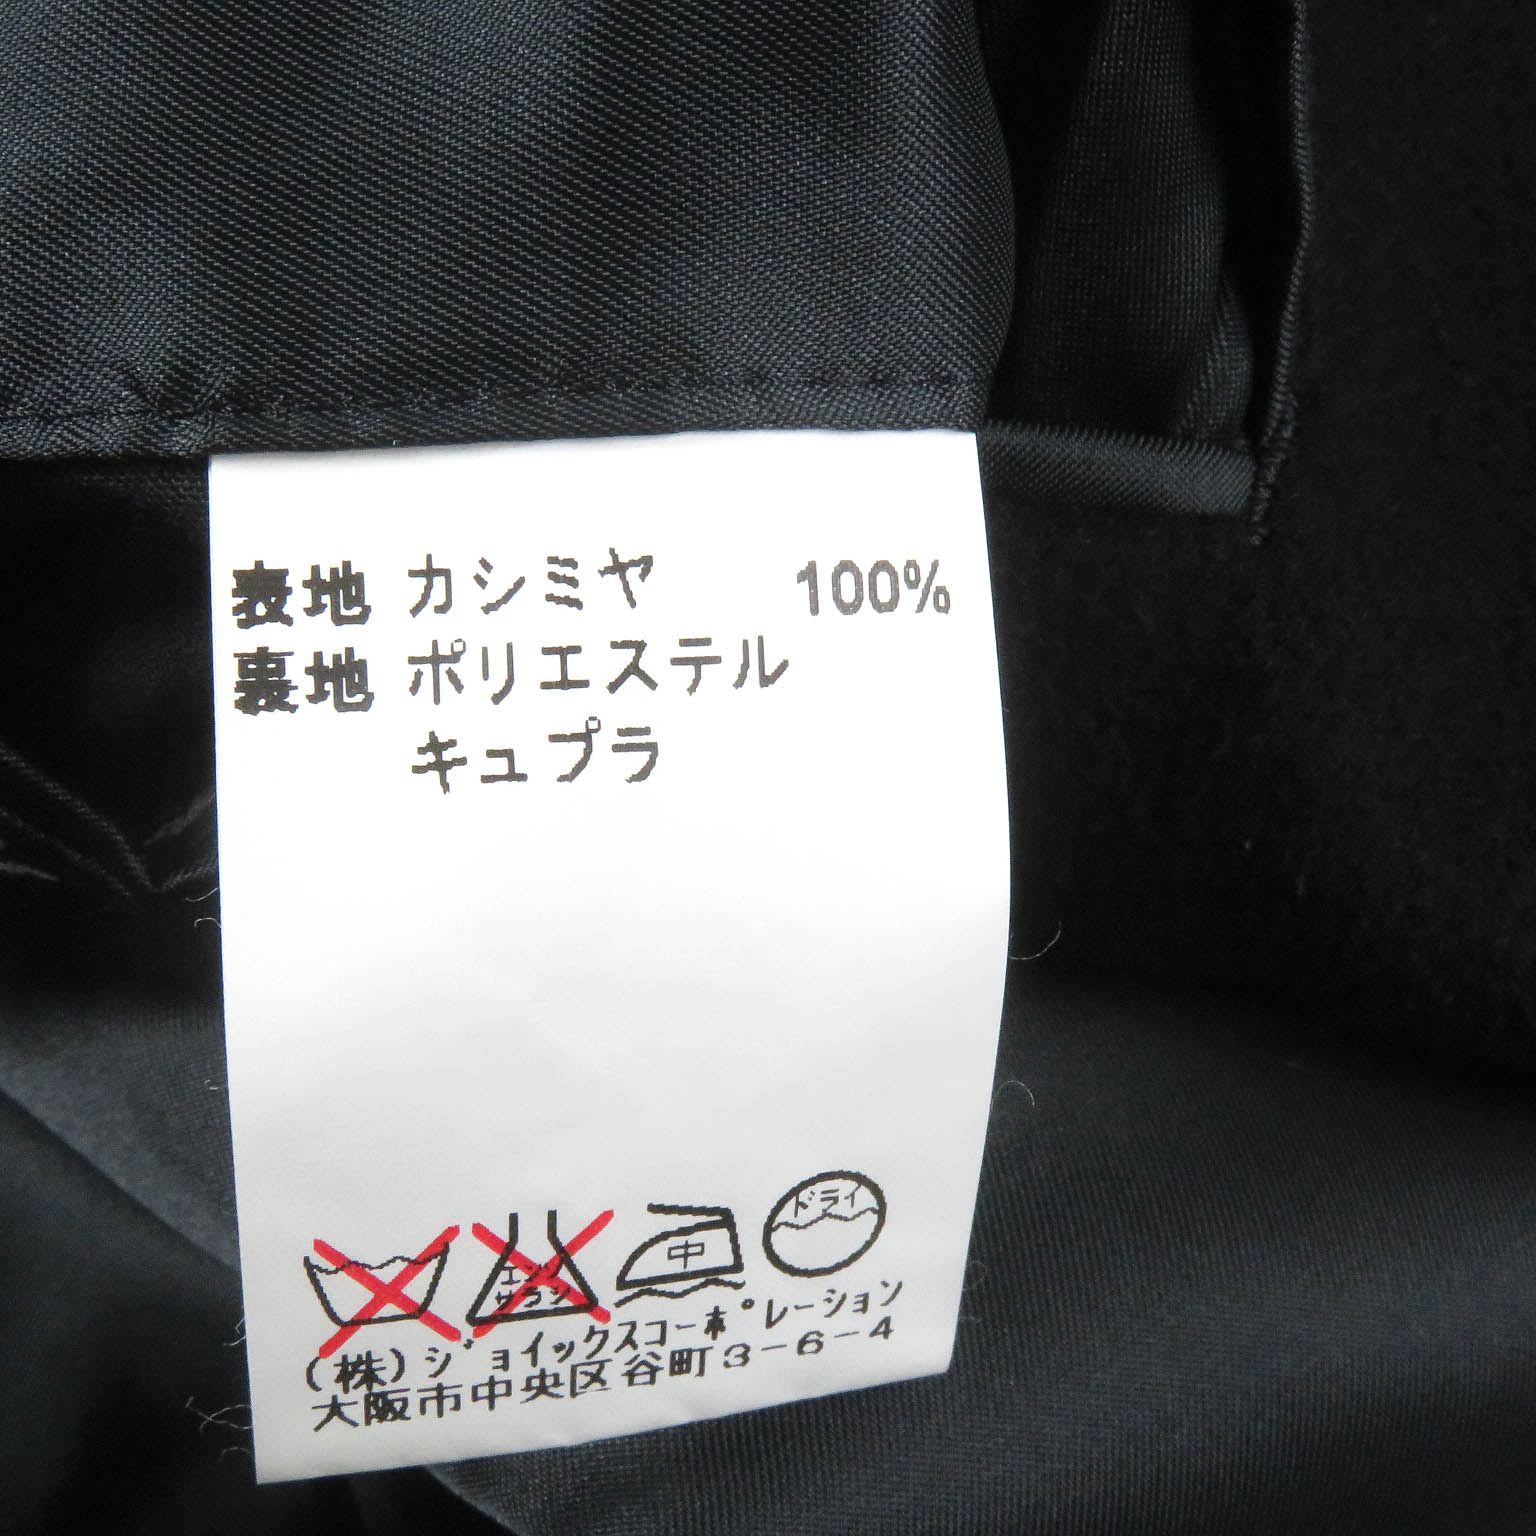 表地 カシミヤ 100%
裏地 ポリエステル
キュプラ
エンソ
サラシ
中
ドライ
(株)ジョイックスコーポレーション
大阪市中央区谷町3-6-4